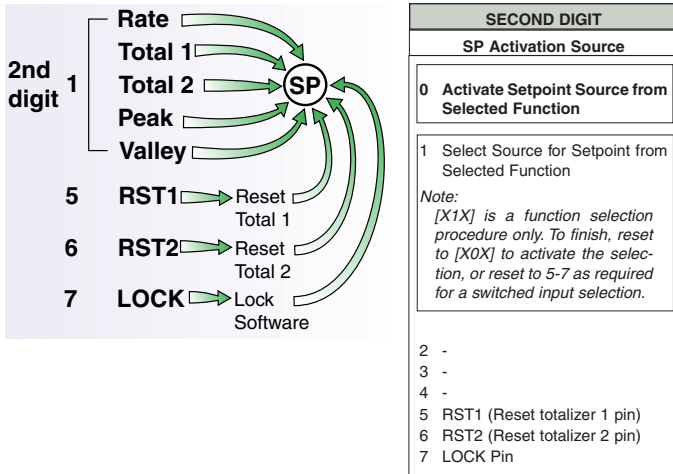 2nd
digit
1
Rate
Total 1
Total 2
Peak
Valley
SP
5 RST1 Reset
Total 1
6 RST2 Reset
Total 2
7 LOCK Lock
Software
SECOND DIGIT
SP Activation Source
0 Activate Setpoint Source from
Selected Function
1 Select Source for Setpoint from
Selected Function
Note:
[X1X] is a function selection
procedure only. To finish, reset
to [X0X] to activate the selec-
tion, or reset to 5-7 as required
for a switched input selection.
2 -
3 -
4 -
5 RST1 (Reset totalizer 1 pin)
6 RST2 (Reset totalizer 2 pin)
7 LOCK Pin